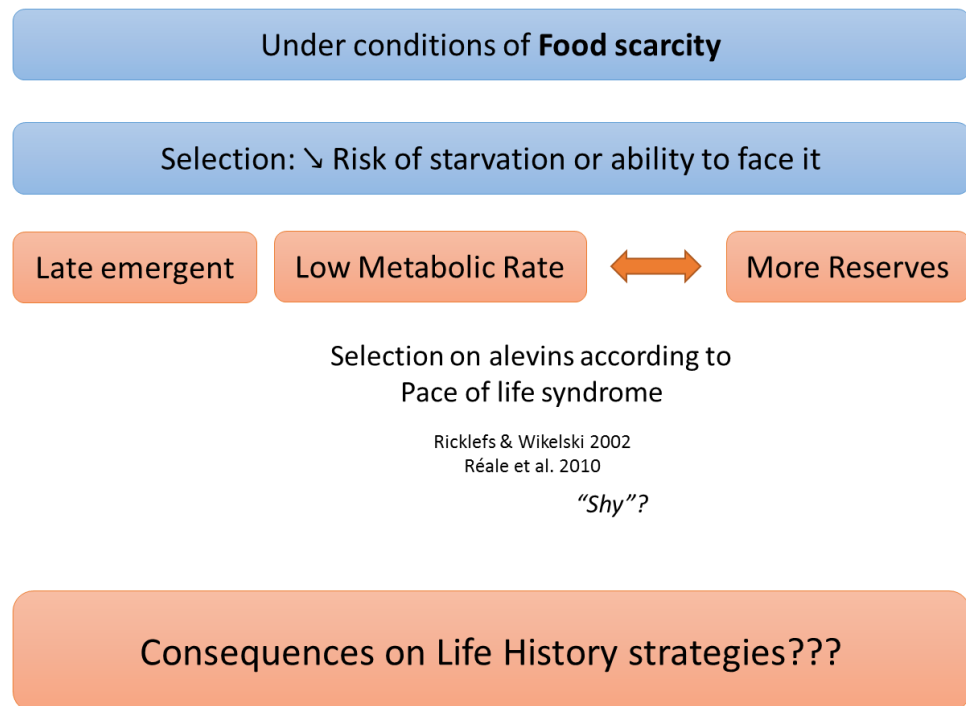 Under conditions of Food scarcity
Selection: ↘ Risk of starvation or ability to face it
Late emergent
Low Metabolic Rate
More Reserves
Selection on alevins according to
Pace of life syndrome
Ricklefs & Wikelski 2002
Réale et al. 2010
“Shy”?
Consequences on Life History strategies???